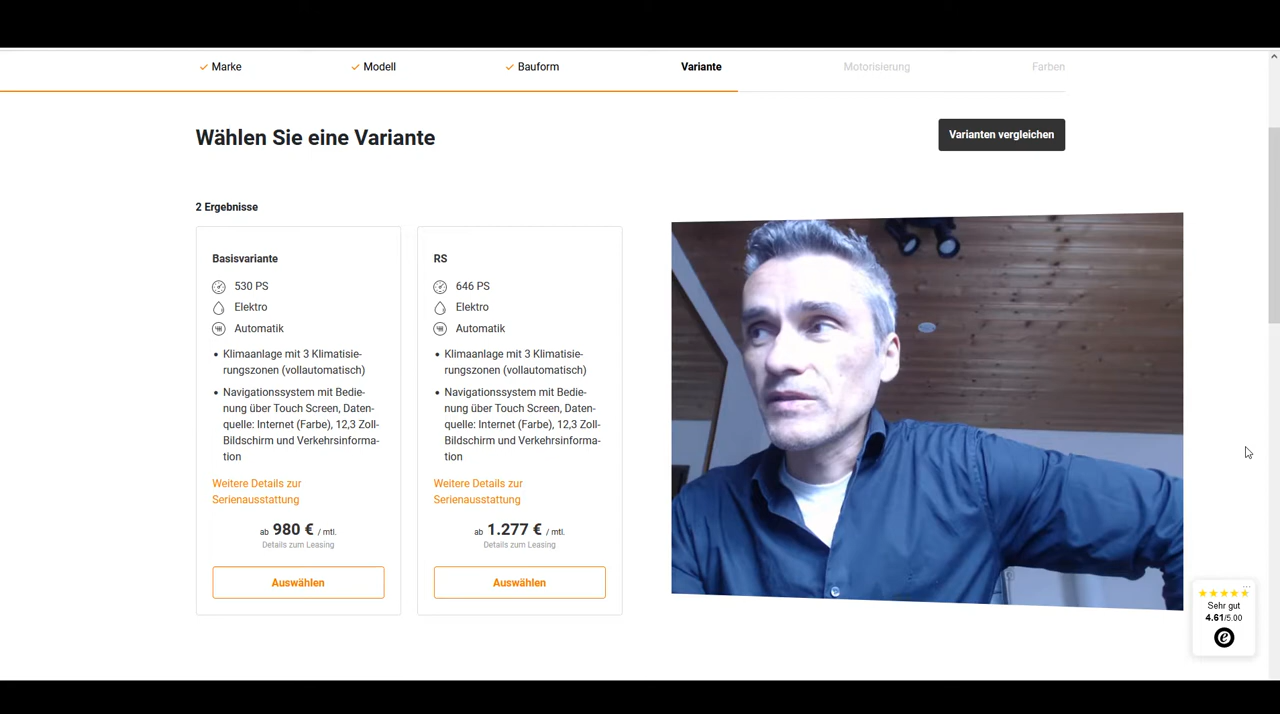 Marke
Modell
Bauform
Variante
Motorisierung
Farben
Wählen Sie eine Variante
Varianten vergleichen
2 Ergebnisse
Basisvariante
530 PS
Elektro
Automatik
Klimaanlage mit 3 Klimatisie-
rungszonen (vollautomatisch)
Navigationssystem mit Bedie-
nung über Touch Screen, Daten-
quelle: Internet (Farbe), 12,3 Zoll-
Bildschirm und Verkehrsinforma-
tion
Weitere Details zur
Serienausstattung
ab 980 € / mtl.
Details zum Leasing
Auswählen
RS
646 PS
Elektro
Automatik
Klimaanlage mit 3 Klimatisie-
rungszonen (vollautomatisch)
Navigationssystem mit Bedie-
nung über Touch Screen, Daten-
quelle: Internet (Farbe), 12,3 Zoll-
Bildschirm und Verkehrsinforma-
tion
Weitere Details zur
Serienausstattung
ab 1.277 € / mtl.
Details zum Leasing
Auswählen
Sehr gut
4.61/5.00
e